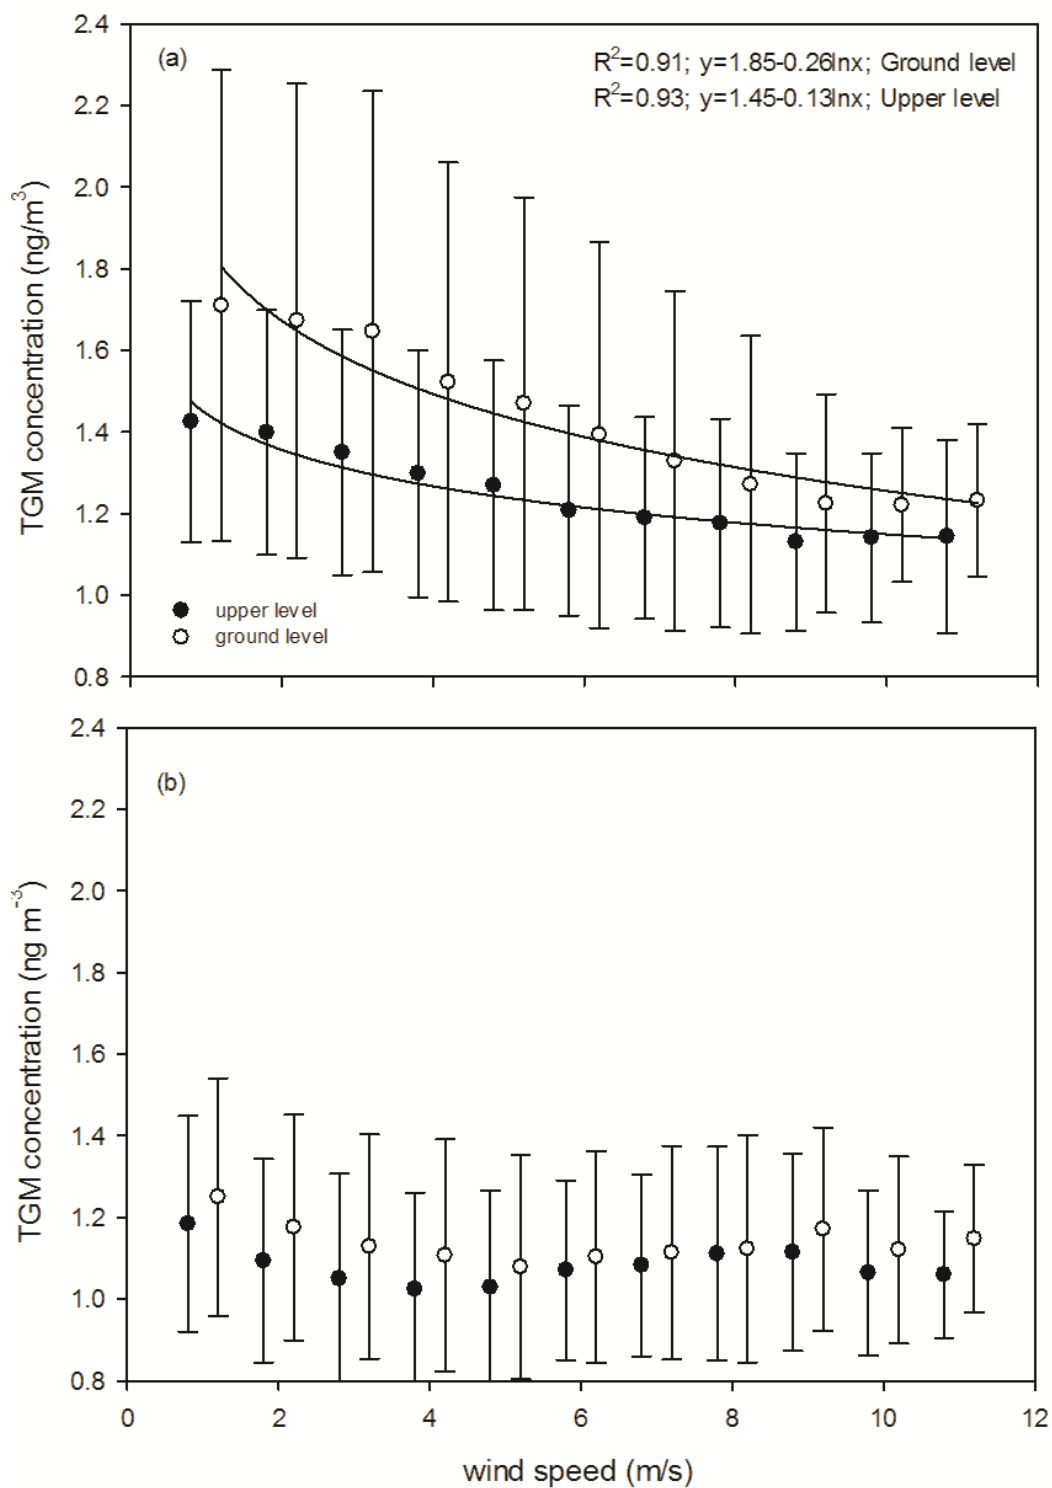 2.4
(a)
R²=0.91; y=1.85-0.26lnx; Ground level
R²=0.93; y=1.45-0.13lnx; Upper level
2.2
2.0
1.8
1.6
1.4
1.2
1.0
0.8
TGM concentration (ng/m³)
upper level
ground level
2.4
(b)
2.2
2.0
1.8
1.6
1.4
1.2
1.0
0.8
TGM concentration (ng m⁻³)
0 2 4 6 8 10 12
wind speed (m/s)